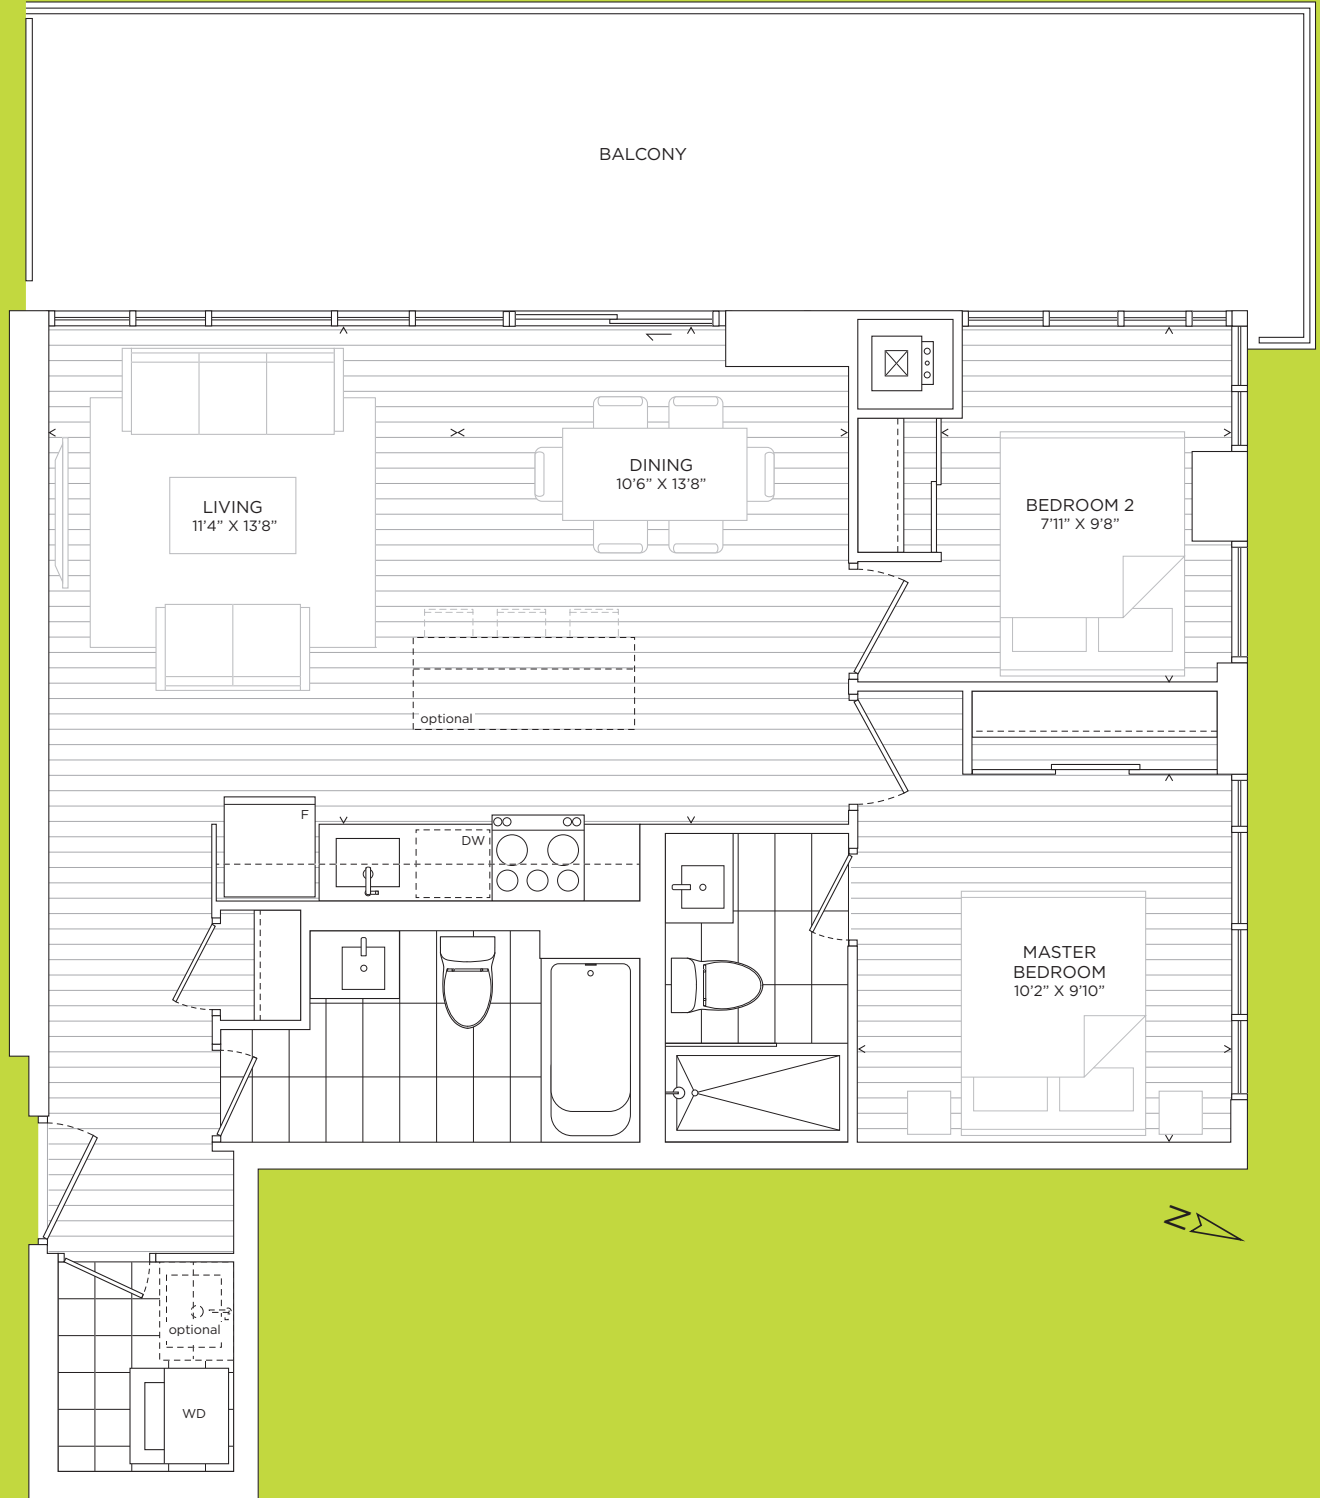 BALCONY
DINING
10’6” X 13’8”
LIVING
11’4” X 13’8”
BEDROOM 2
7’11” X 9’8”
optional
F
DW
MASTER
BEDROOM
10’2” X 9’10”
N
optional
WD